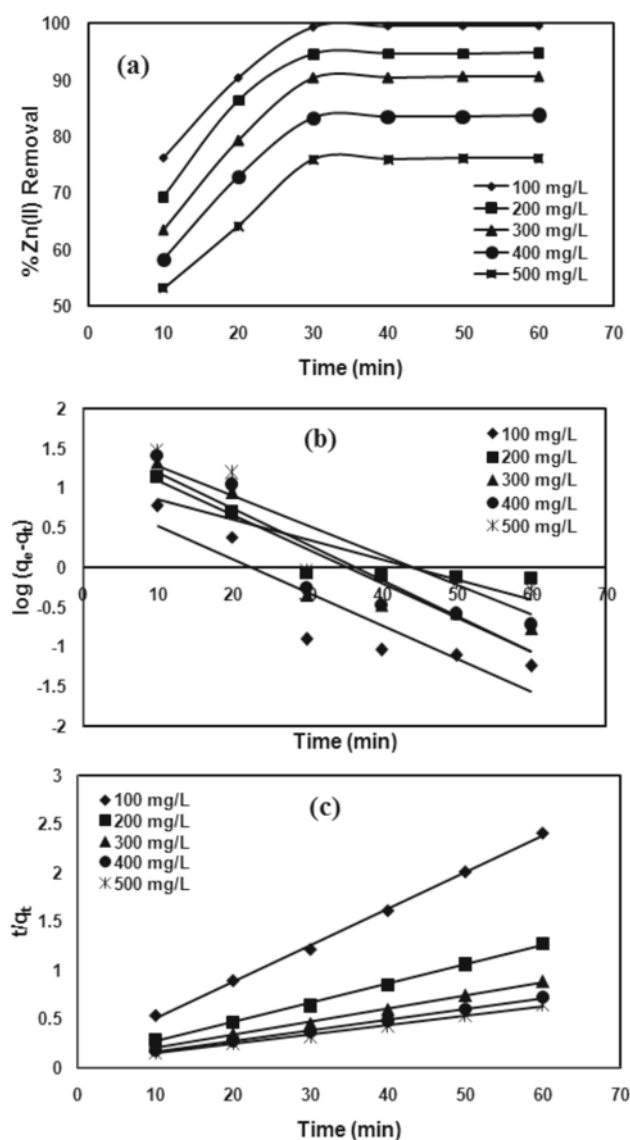 100
(a)
90
80
70
60
50
%Zn(II) Removal
100 mg/L
200 mg/L
300 mg/L
400 mg/L
500 mg/L
0 10 20 30 40 50 60 70
Time (min)
2
(b)
1.5
1
0.5
0
-0.5
-1
-1.5
-2
log (qe-qt)
100 mg/L
200 mg/L
300 mg/L
400 mg/L
500 mg/L
0 10 20 30 40 50 60 70
Time (min)
3
(c)
2.5
2
1.5
1
0.5
0
t/qt
100 mg/L
200 mg/L
300 mg/L
400 mg/L
500 mg/L
0 10 20 30 40 50 60 70
Time (min)